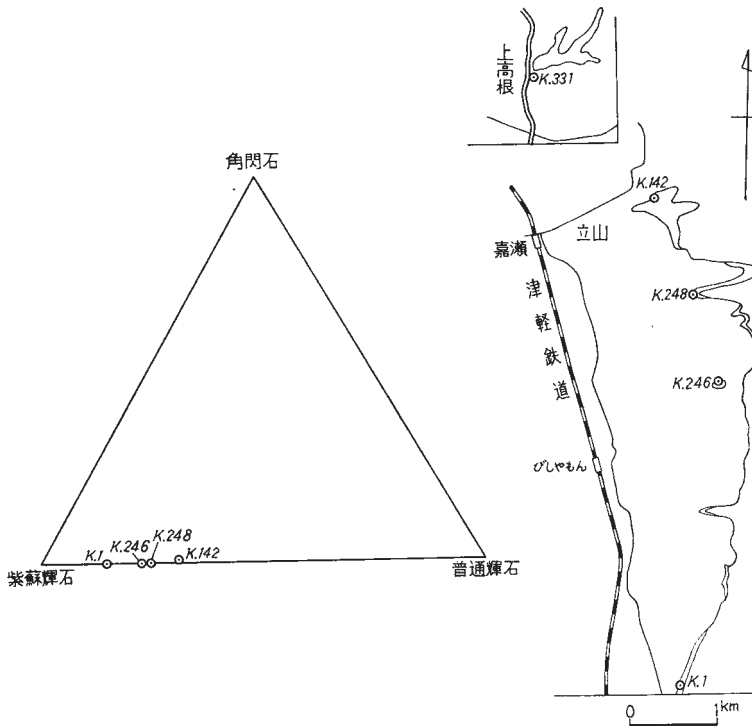 角閃石
K.1
K.246
K.248
K.142
紫蘇輝石
普通輝石
上高根
K.331
K.142
立山
嘉瀬
K.248
津軽鉄道
K.246
びしやもん
K.1
0 1km